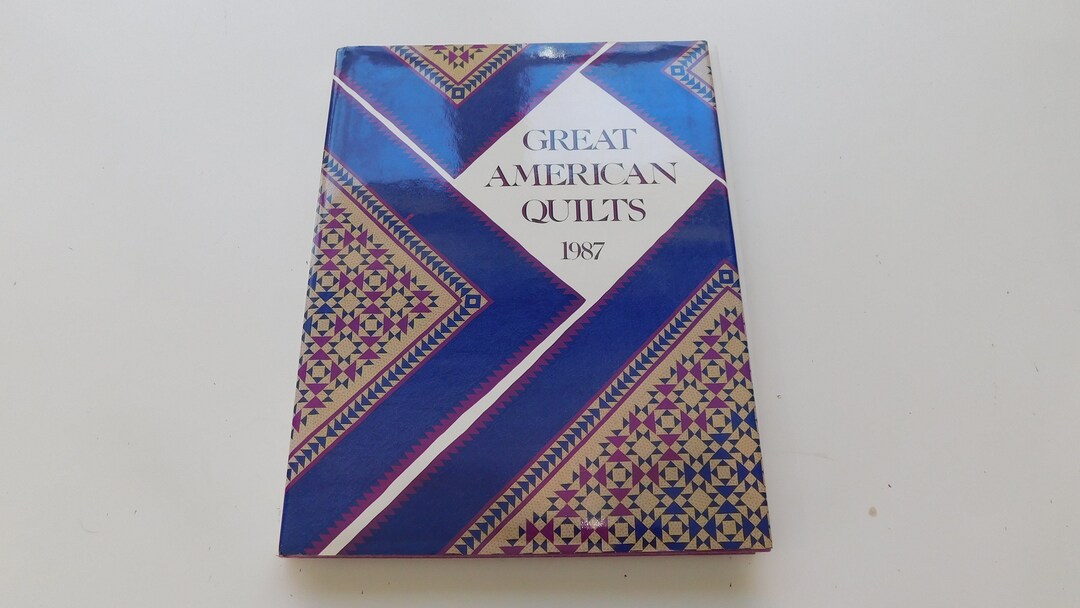 GREAT
AMERICAN
QUILTS
1987